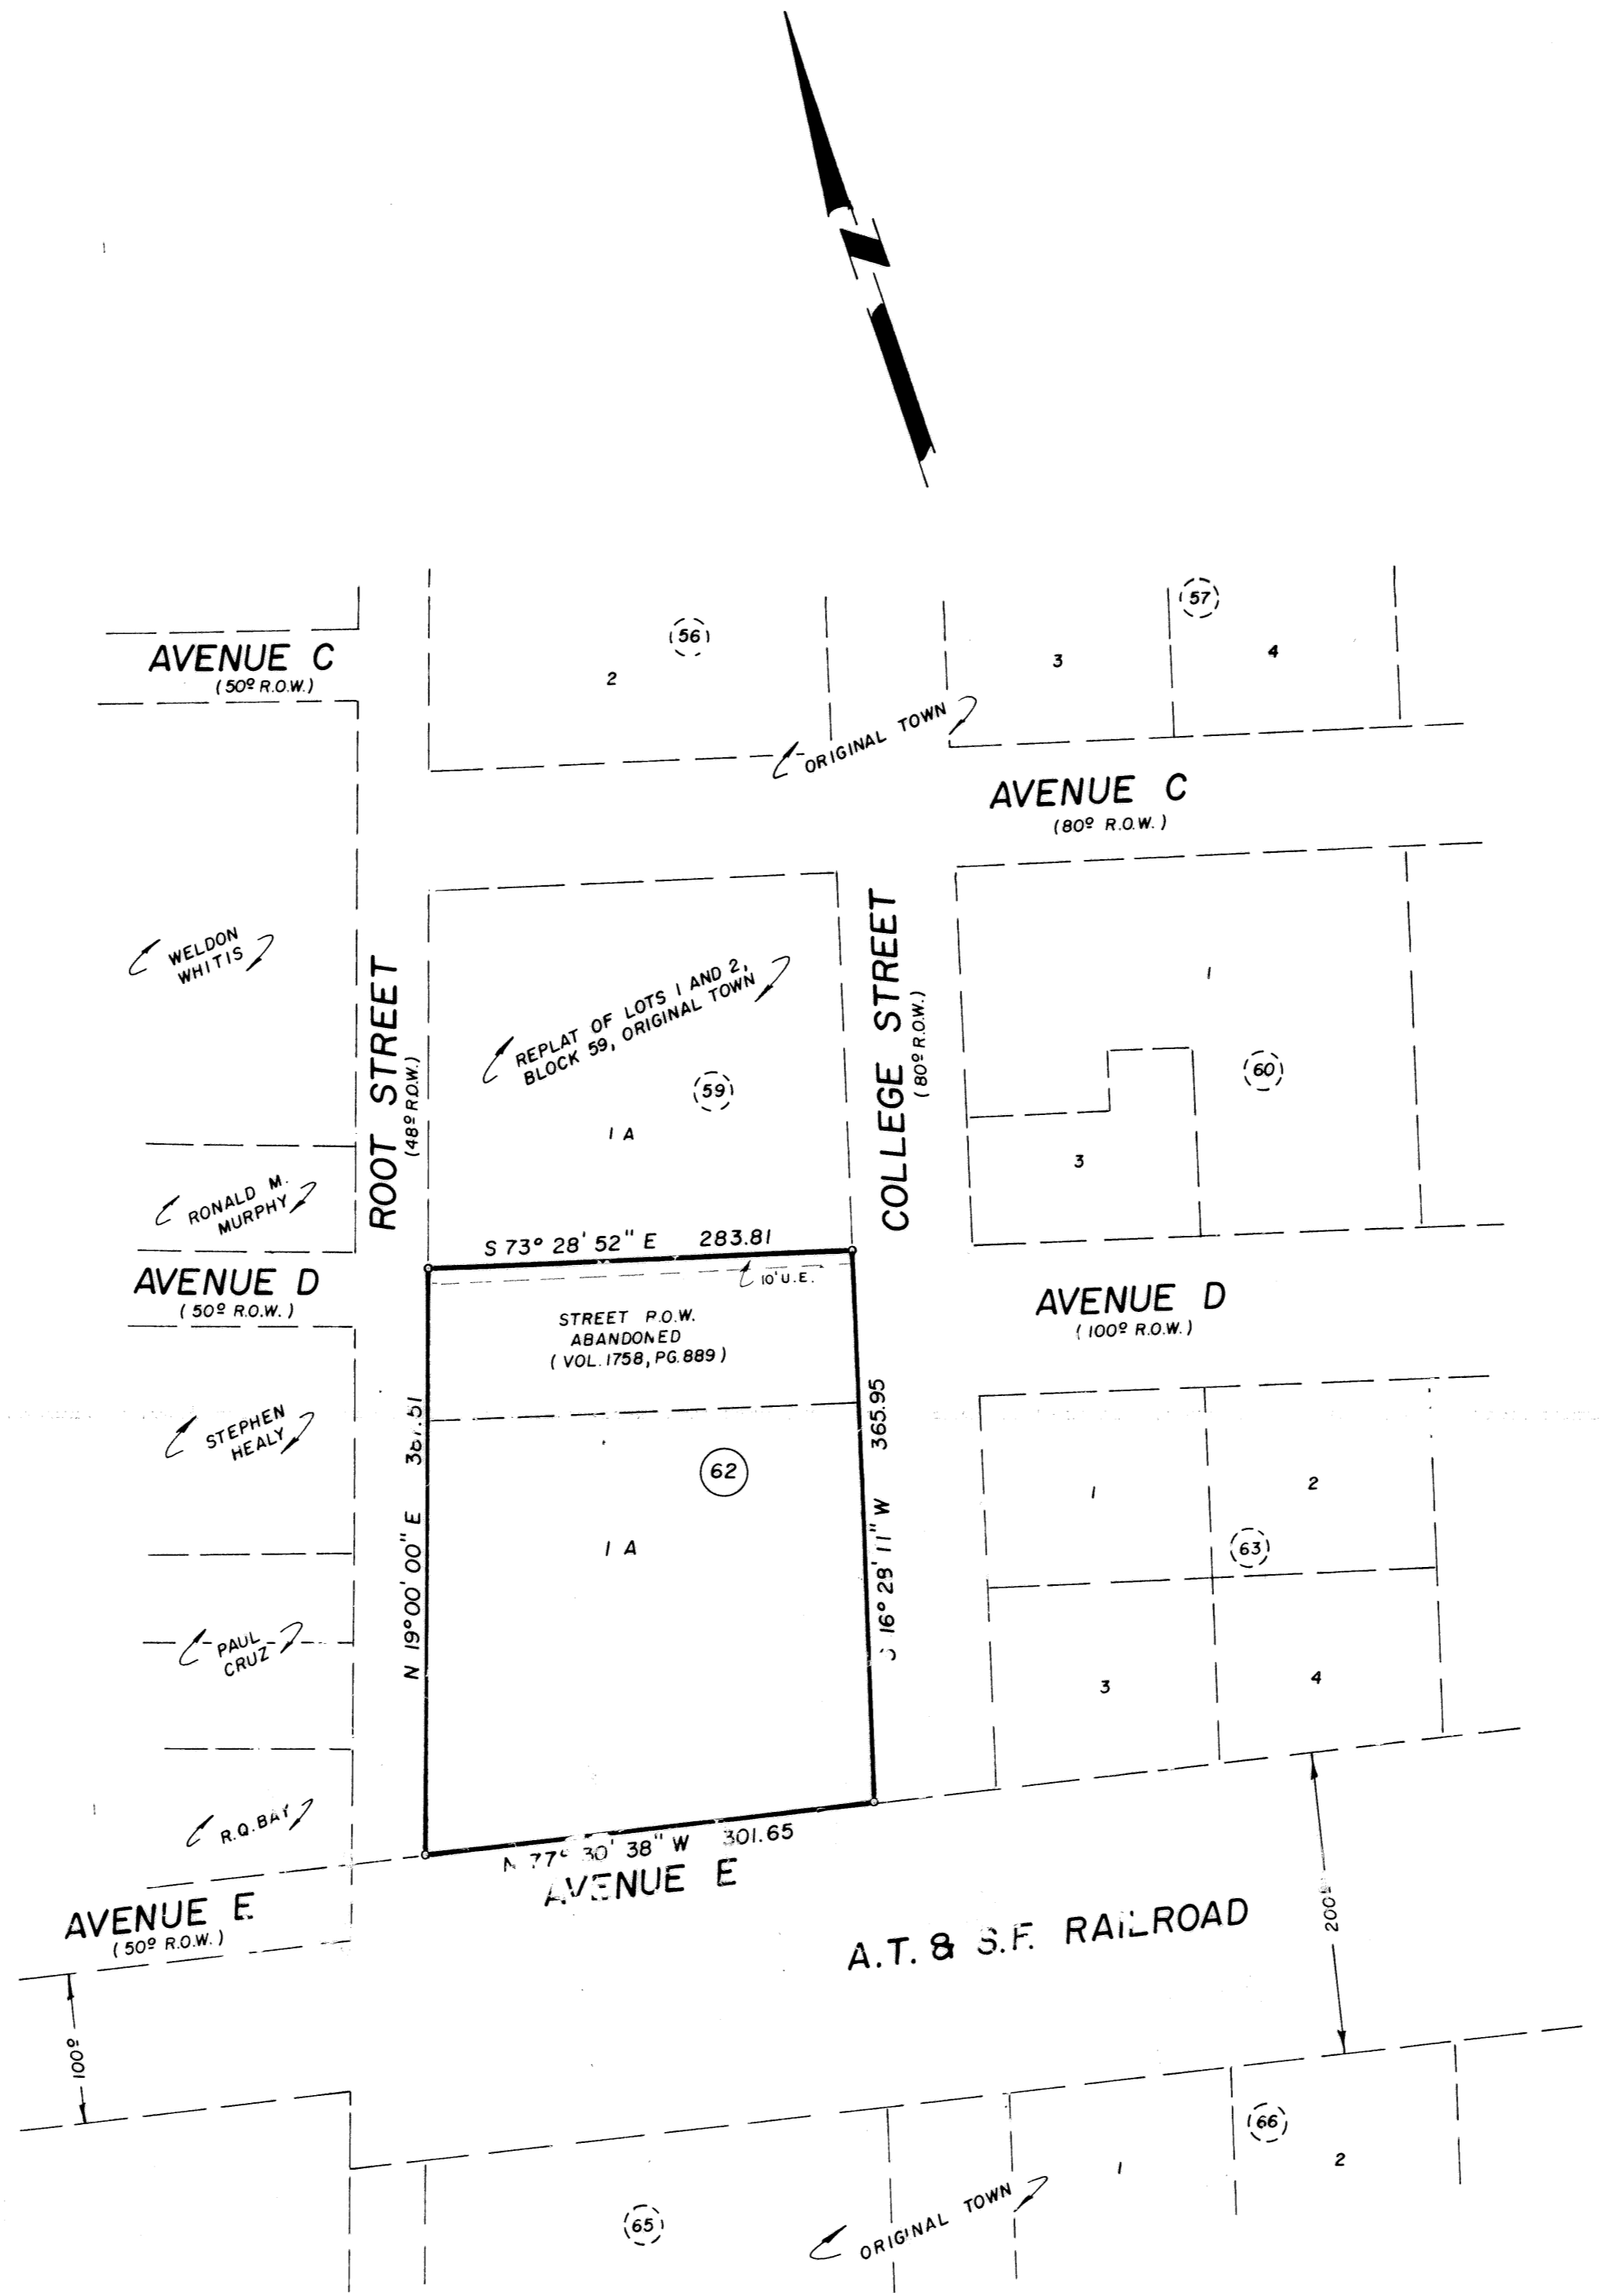 N
56
57
AVENUE C
(50º R.O.W.)
2
3
4
ORIGINAL TOWN
AVENUE C
(80º R.O.W.)
WELDON
WHITIS
ROOT STREET
(48º R.O.W.)
REPLAT OF LOTS 1 AND 2,
BLOCK 59, ORIGINAL TOWN
59
1 A
COLLEGE STREET
(80º R.O.W.)
1
60
3
RONALD M.
MURPHY
S 73° 28' 52" E 283.81
10' U.E.
AVENUE D
(50º R.O.W.)
STREET R.O.W.
ABANDONED
(VOL. 1758, PG. 889)
AVENUE D
(100º R.O.W.)
STEPHEN
HEALY
N 19° 00' 00" E 387.51
62
1 A
S 16° 11" W 365.95
1
2
63
3
4
PAUL
CRUZ
R.Q. BAY
N 77° 30' 38" W 301.65
AVENUE E
AVENUE E
(50º R.O.W.)
A.T. & S.F. RAILROAD
200º
100º
66
1
2
65
ORIGINAL TOWN